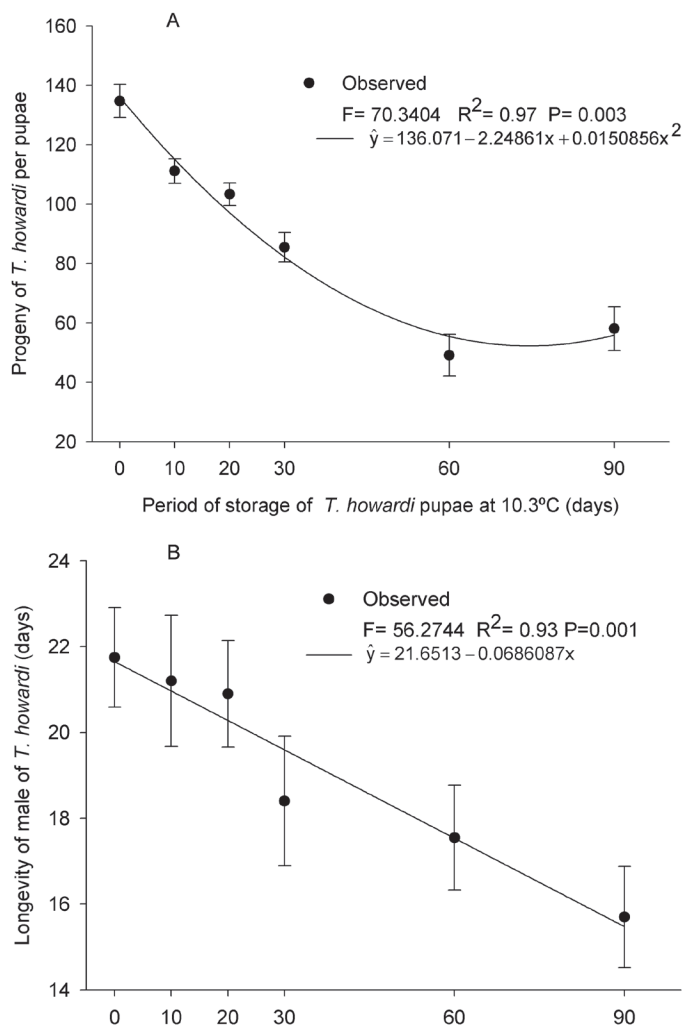 A
160
140
120
100
80
60
40
20
Progeny of T. howardi per pupae
Observed
F= 70.3404 R²= 0.97 P= 0.003
ŷ = 136.071 − 2.24861x + 0.0150856x²
0 10 20 30 60 90
Period of storage of T. howardi pupae at 10.3ºC (days)
B
24
22
20
18
16
14
Longevity of male of T. howardi (days)
Observed
F= 56.2744 R²= 0.93 P=0.001
ŷ = 21.6513 − 0.0686087x
0 10 20 30 60 90